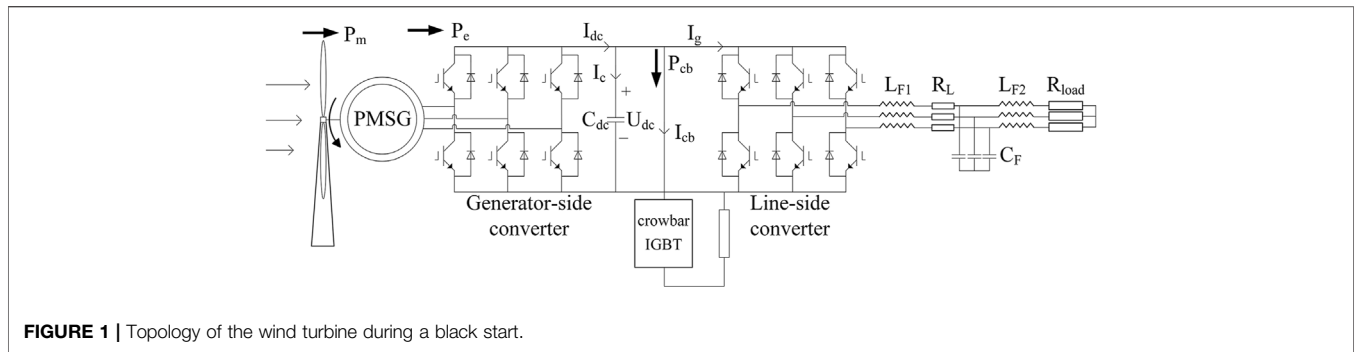 P_m
P_e
I_dc
I_g
P_cb
I_c
+
L_F1
R_L
L_F2
R_load
PMSG
C_dc
U_dc
I_cb
−
C_F
Generator-side
converter
crowbar
IGBT
Line-side
converter
FIGURE 1 | Topology of the wind turbine during a black start.